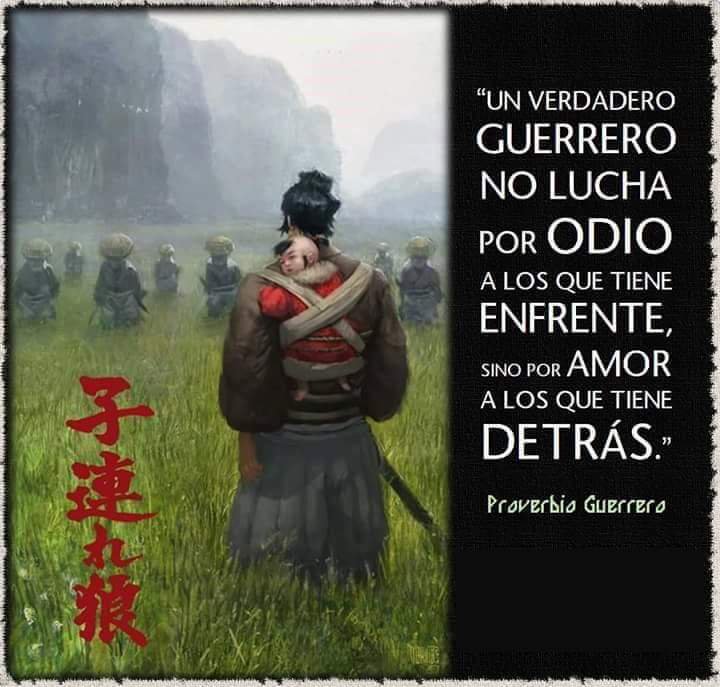 子連れ狼
“UN VERDADERO
GUERRERO
NO LUCHA
POR ODIO
A LOS QUE TIENE
ENFRENTE,
SINO POR AMOR
A LOS QUE TIENE
DETRÁS.”
Proverbio Guerrero